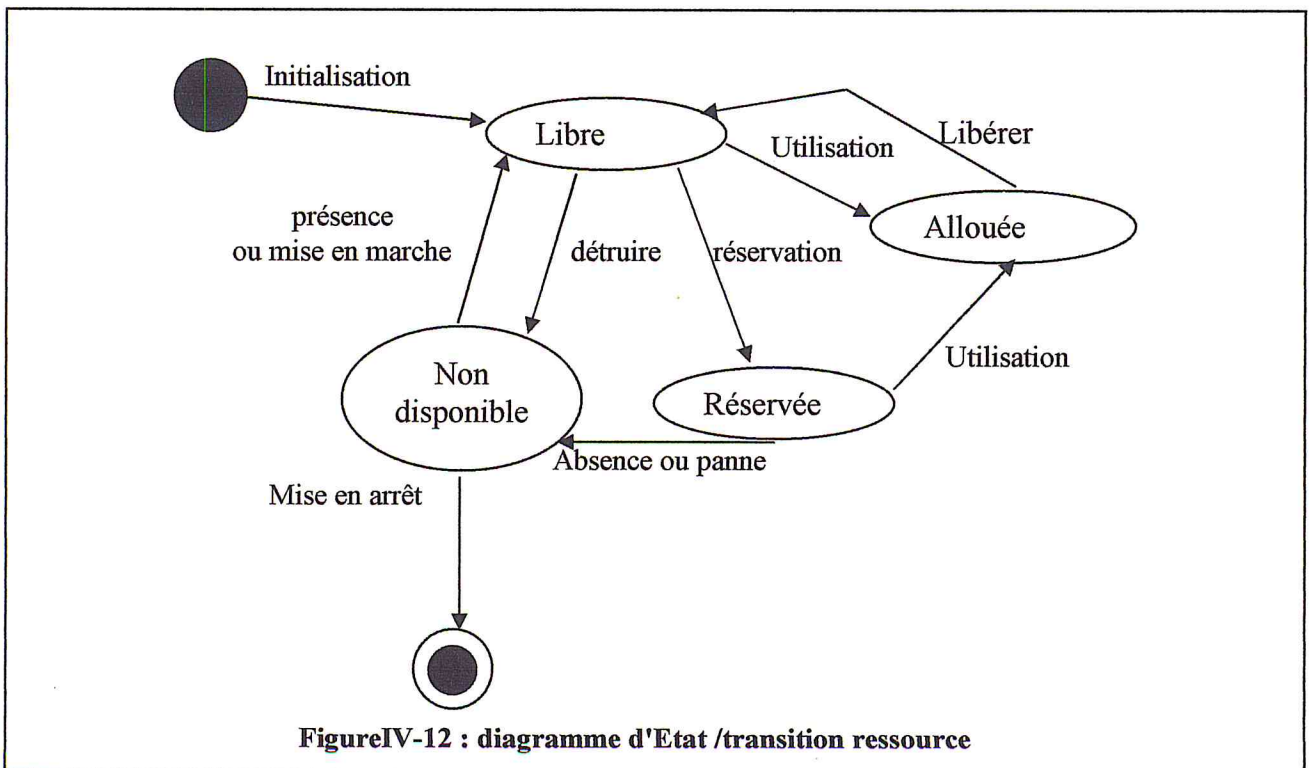 Initialisation
Libre
Utilisation
Libérer
Allouée
présence
ou mise en marche
détruire
réservation
Utilisation
Non
disponible
Réservée
Absence ou panne
Mise en arrêt
FigureIV-12 : diagramme d'Etat /transition ressource